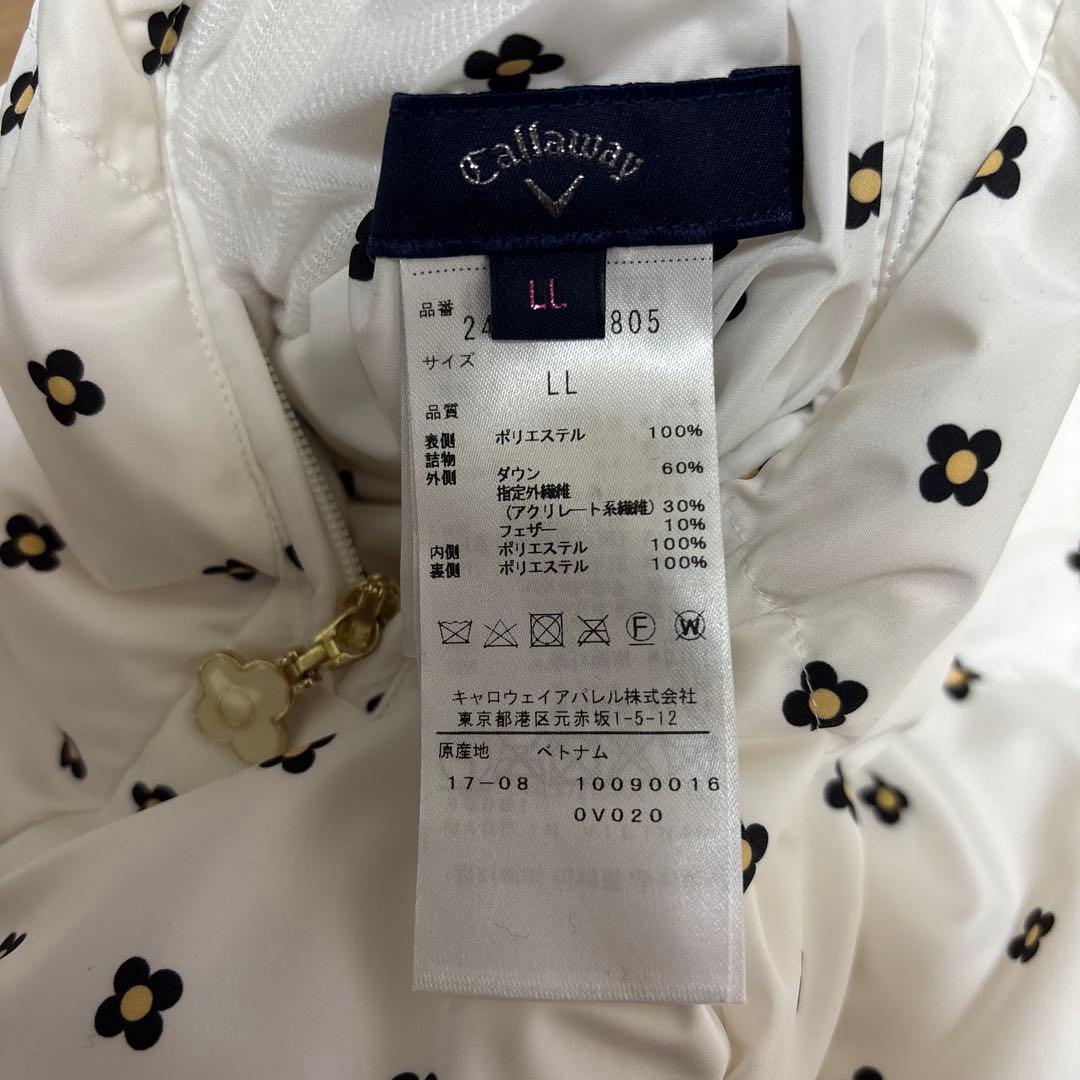 Callaway
LL
品番
24 805
サイズ
LL
品質
表側 ポリエステル 100%
詰物
外側 ダウン 60%
指定外繊維
(アクリレート系繊維) 30%
フェザー 10%
内側 ポリエステル 100%
裏側 ポリエステル 100%
F W
キャロウェイアパレル株式会社
東京都港区元赤坂1-5-12
原産地 ベトナム
17-08 10090016
0V020